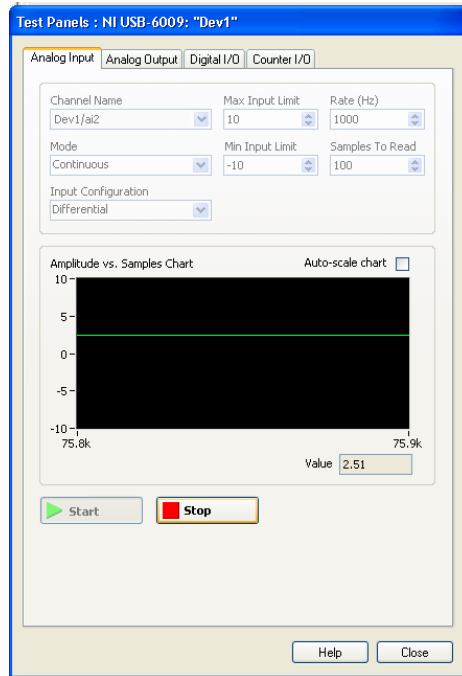 Test Panels : NI USB-6009: "Dev1"
Analog Input Analog Output Digital I/O Counter I/O
Channel Name Max Input Limit Rate (Hz)
Dev1/ai2 10 1000
Mode Min Input Limit Samples To Read
Continuous -10 100
Input Configuration
Differential
Amplitude vs. Samples Chart Auto-scale chart
10
5
0
-5
-10
75.8k 75.9k
Value 2.51
Start Stop
Help Close